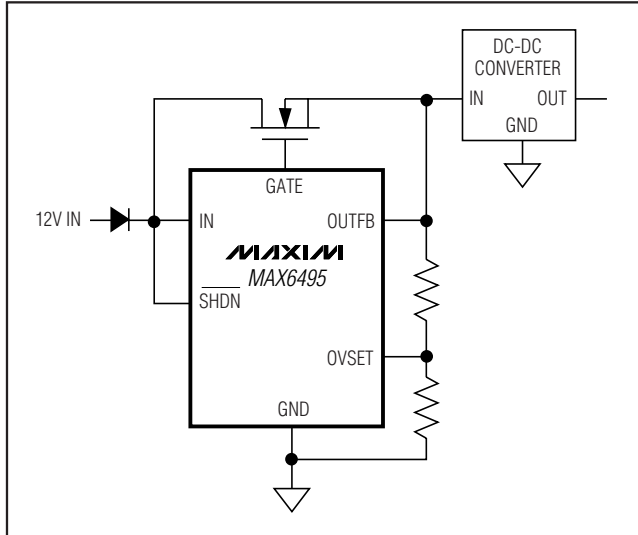 DC-DC
CONVERTER
IN
OUT
GND
GATE
12V IN
IN
OUTFB
MAXIM
MAX6495
SHDN
OVSET
GND